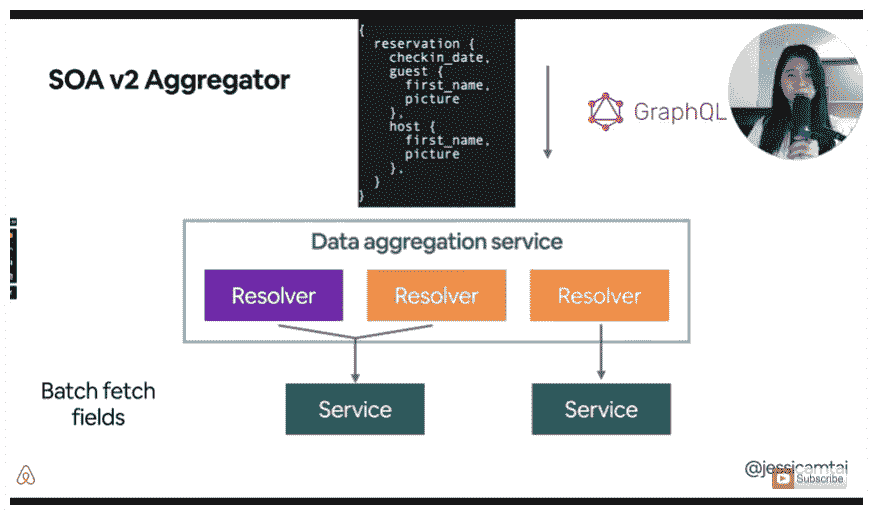 SOA v2 Aggregator
{
reservation {
checkin_date,
guest {
first_name,
picture
},
host {
first_name,
picture
},
}
}
GraphQL
Data aggregation service
Resolver
Resolver
Resolver
Batch fetch
fields
Service
Service
@jessicamtai
Subscribe